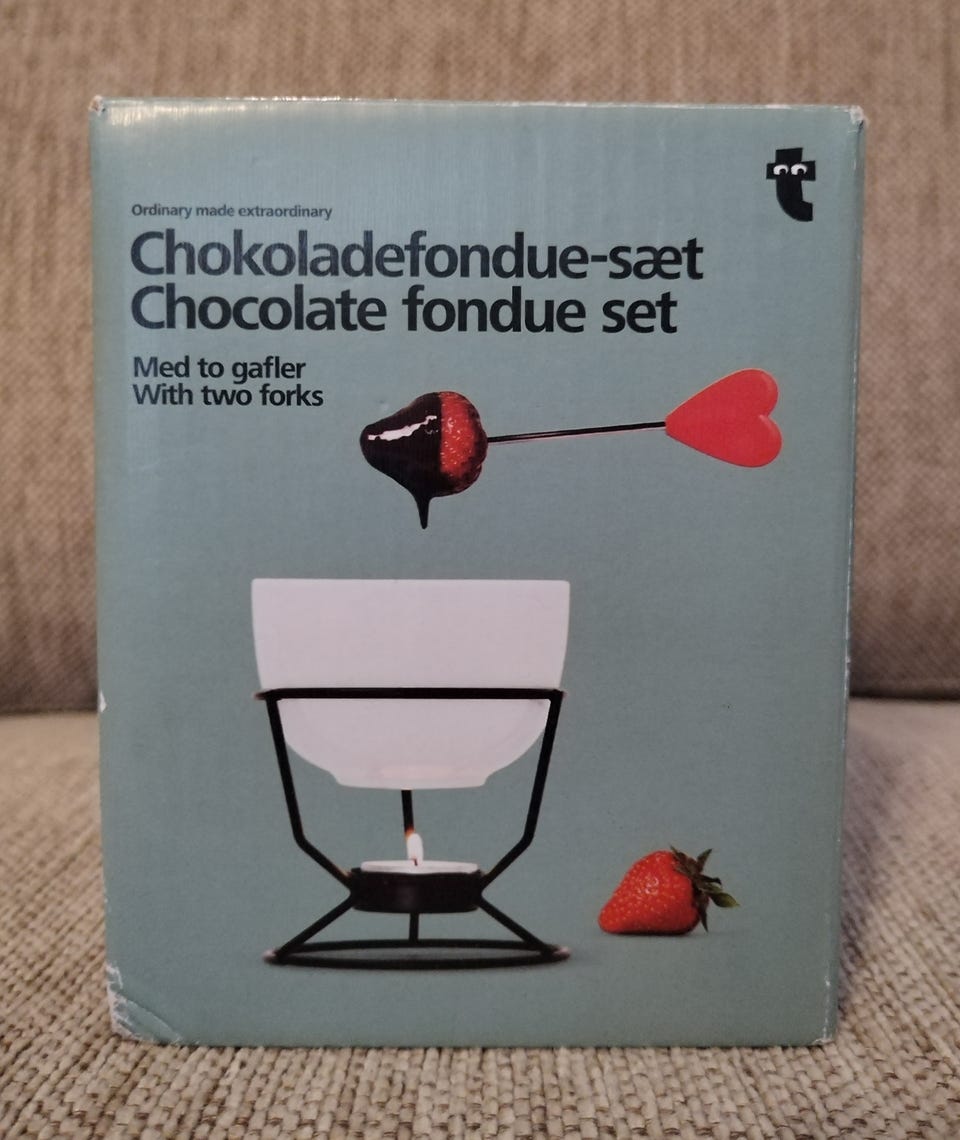 Ordinary made extraordinary
Chokoladefondue-sæt
Chocolate fondue set
Med to gafler
With two forks